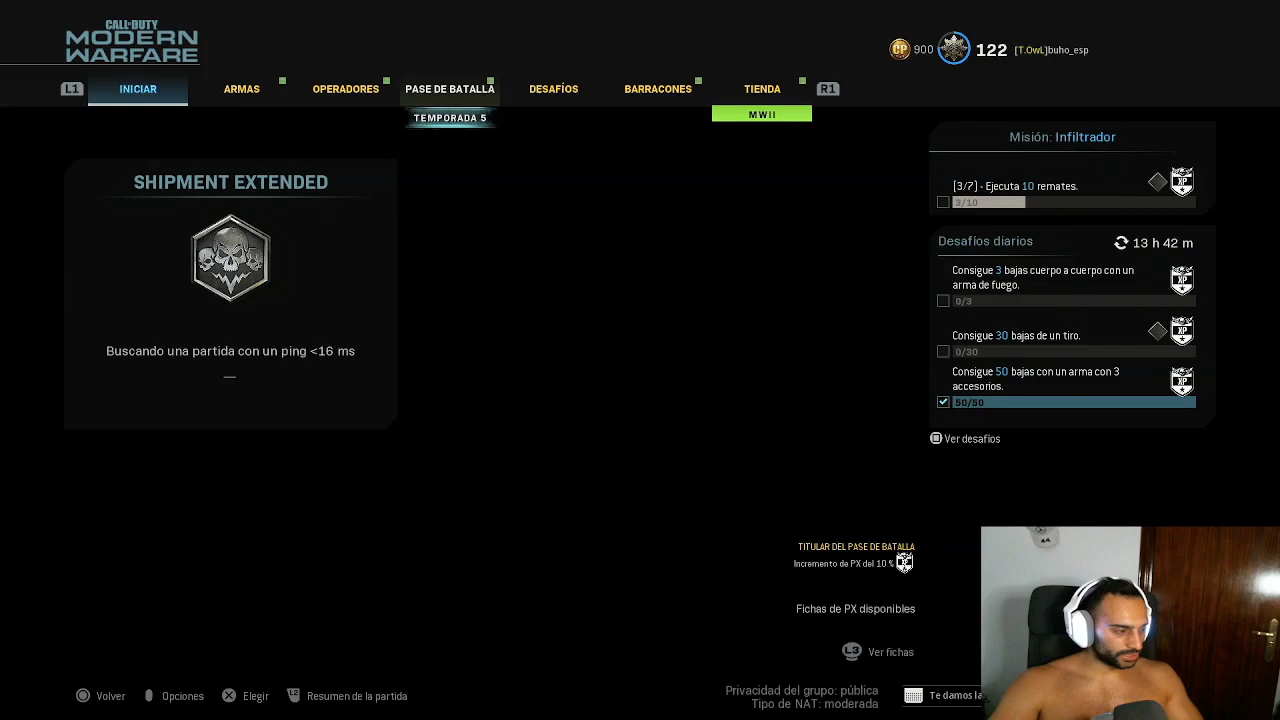 CALL OF DUTY
MODERN
WARFARE
CP 900 122 [T.OwL]buho_esp
L1 INICIAR ARMAS OPERADORES PASE DE BATALLA DESAFÍOS BARRACONES TIENDA R1
TEMPORADA 5
MWII
SHIPMENT EXTENDED
Buscando una partida con un ping <16 ms
Misión: Infiltrador
[3/7] - Ejecuta 10 remates.
XP
3/10
Desafíos diarios 13 h 42 m
Consigue 3 bajas cuerpo a cuerpo con un
arma de fuego.
XP
0/3
Consigue 30 bajas de un tiro.
XP
0/30
Consigue 50 bajas con un arma con 3
accesorios.
XP
50/50
Ver desafíos
TITULAR DEL PASE DE BATALLA
Incremento de PX del 10 %
Fichas de PX disponibles
L3 Ver fichas
Volver Opciones Elegir L2 Resumen de la partida
Privacidad del grupo: pública
Tipo de NAT: moderada
Te damos la